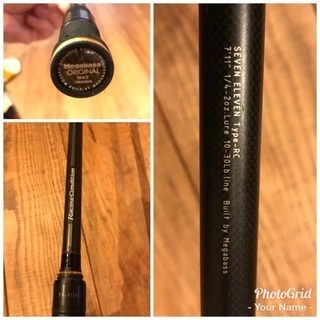 Megabass
ORIGINAL
SINCE
Racing Condition
SEVEN ELEVEN Type-RC
7'11" 1/4-2oz.Lure 10-30Lb.line Built by Megabass
PhotoGrid
- Your Name -